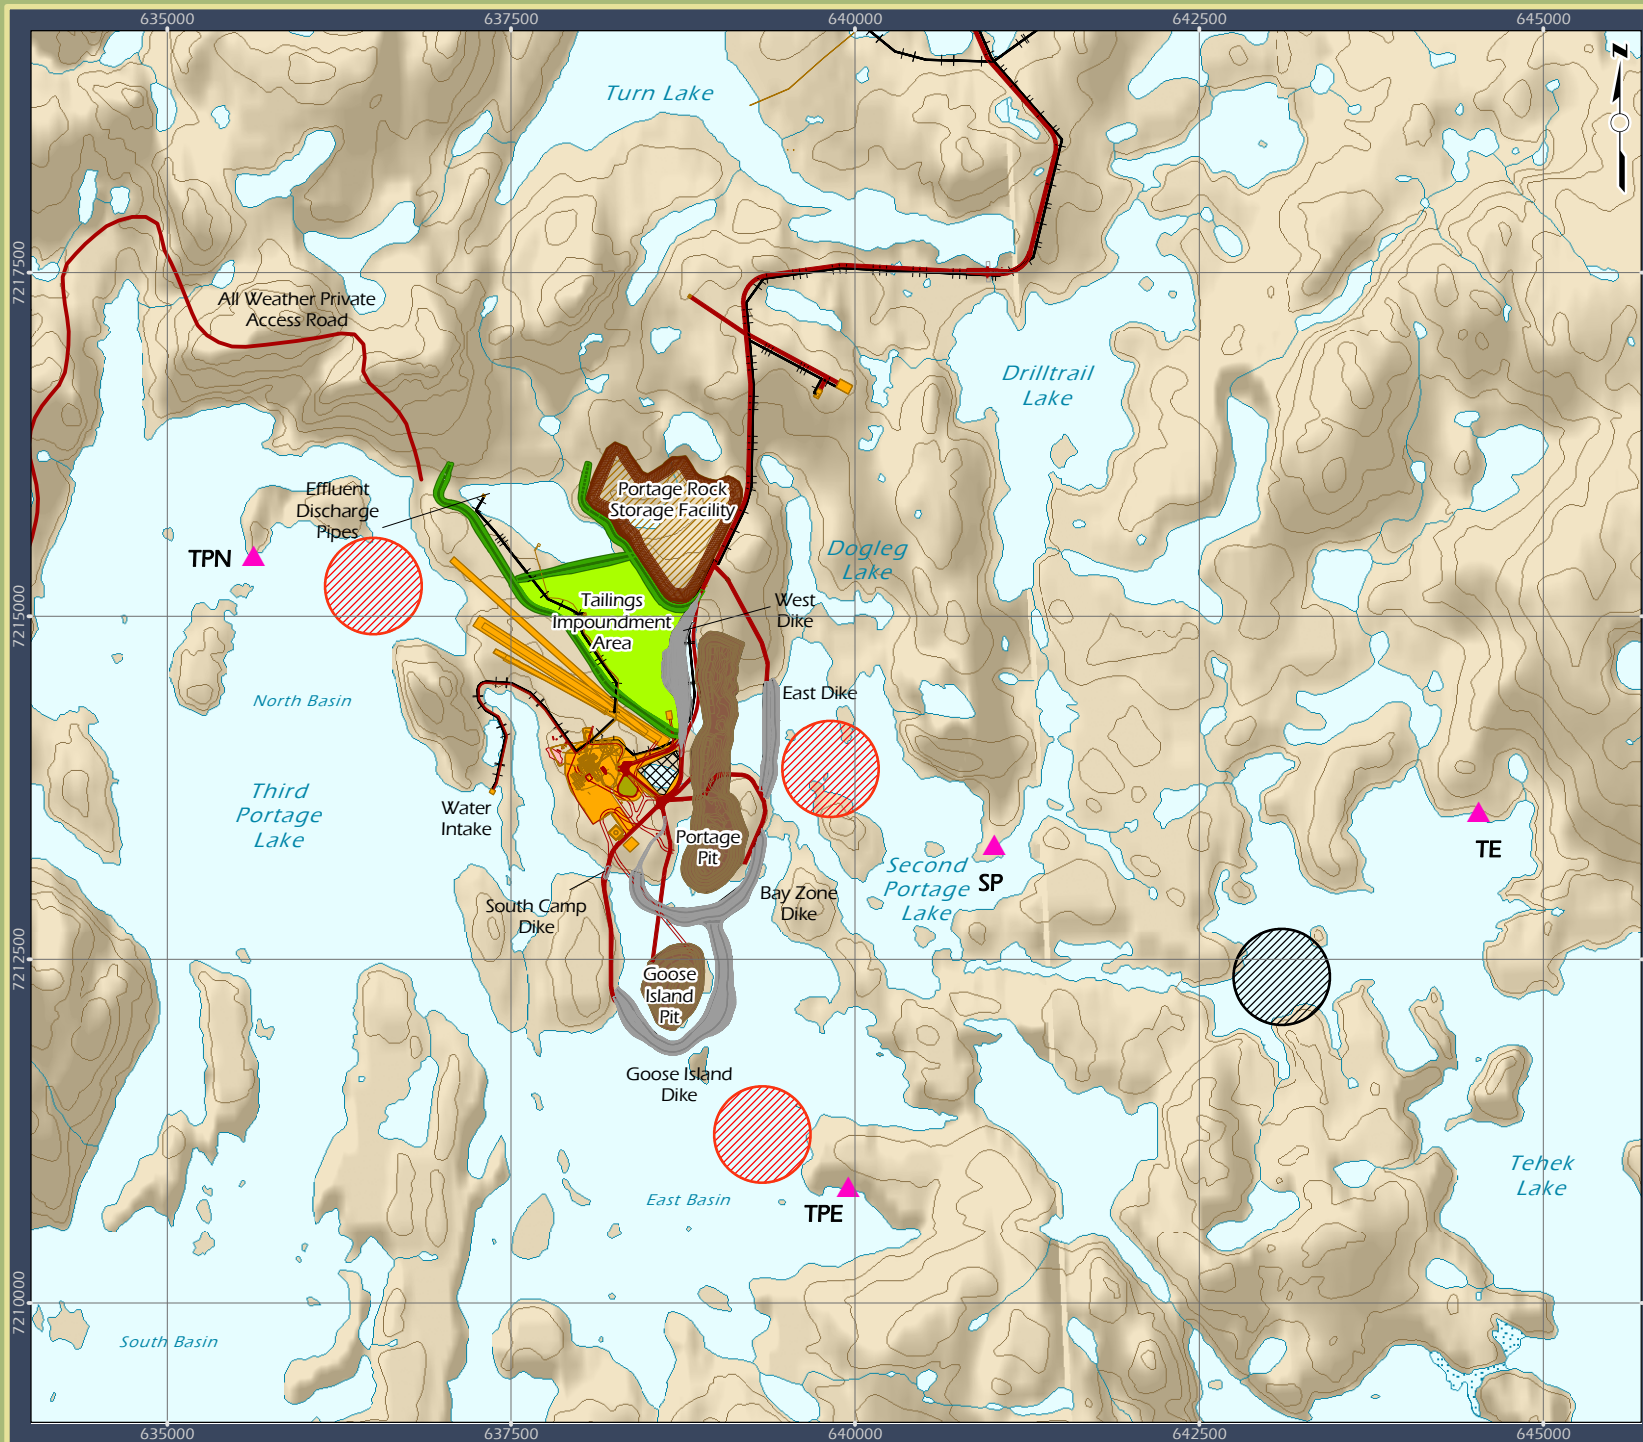 635000
637500
640000
642500
645000
N
Turn Lake
7217500
All Weather Private
Access Road
Drilltrail
Lake
Effluent
Discharge
Pipes
Portage Rock
Storage Facility
TPN
Dogleg
Lake
7215000
Tailings
Impoundment
Area
West
Dike
North Basin
East Dike
Third
Portage
Lake
Water
Intake
Portage
Pit
TE
Second
Portage
Lake
SP
South Camp
Dike
Bay Zone
Dike
7212500
Goose
Island
Pit
Goose Island
Dike
Tehek
Lake
East Basin
TPE
7210000
South Basin
635000
637500
640000
642500
645000